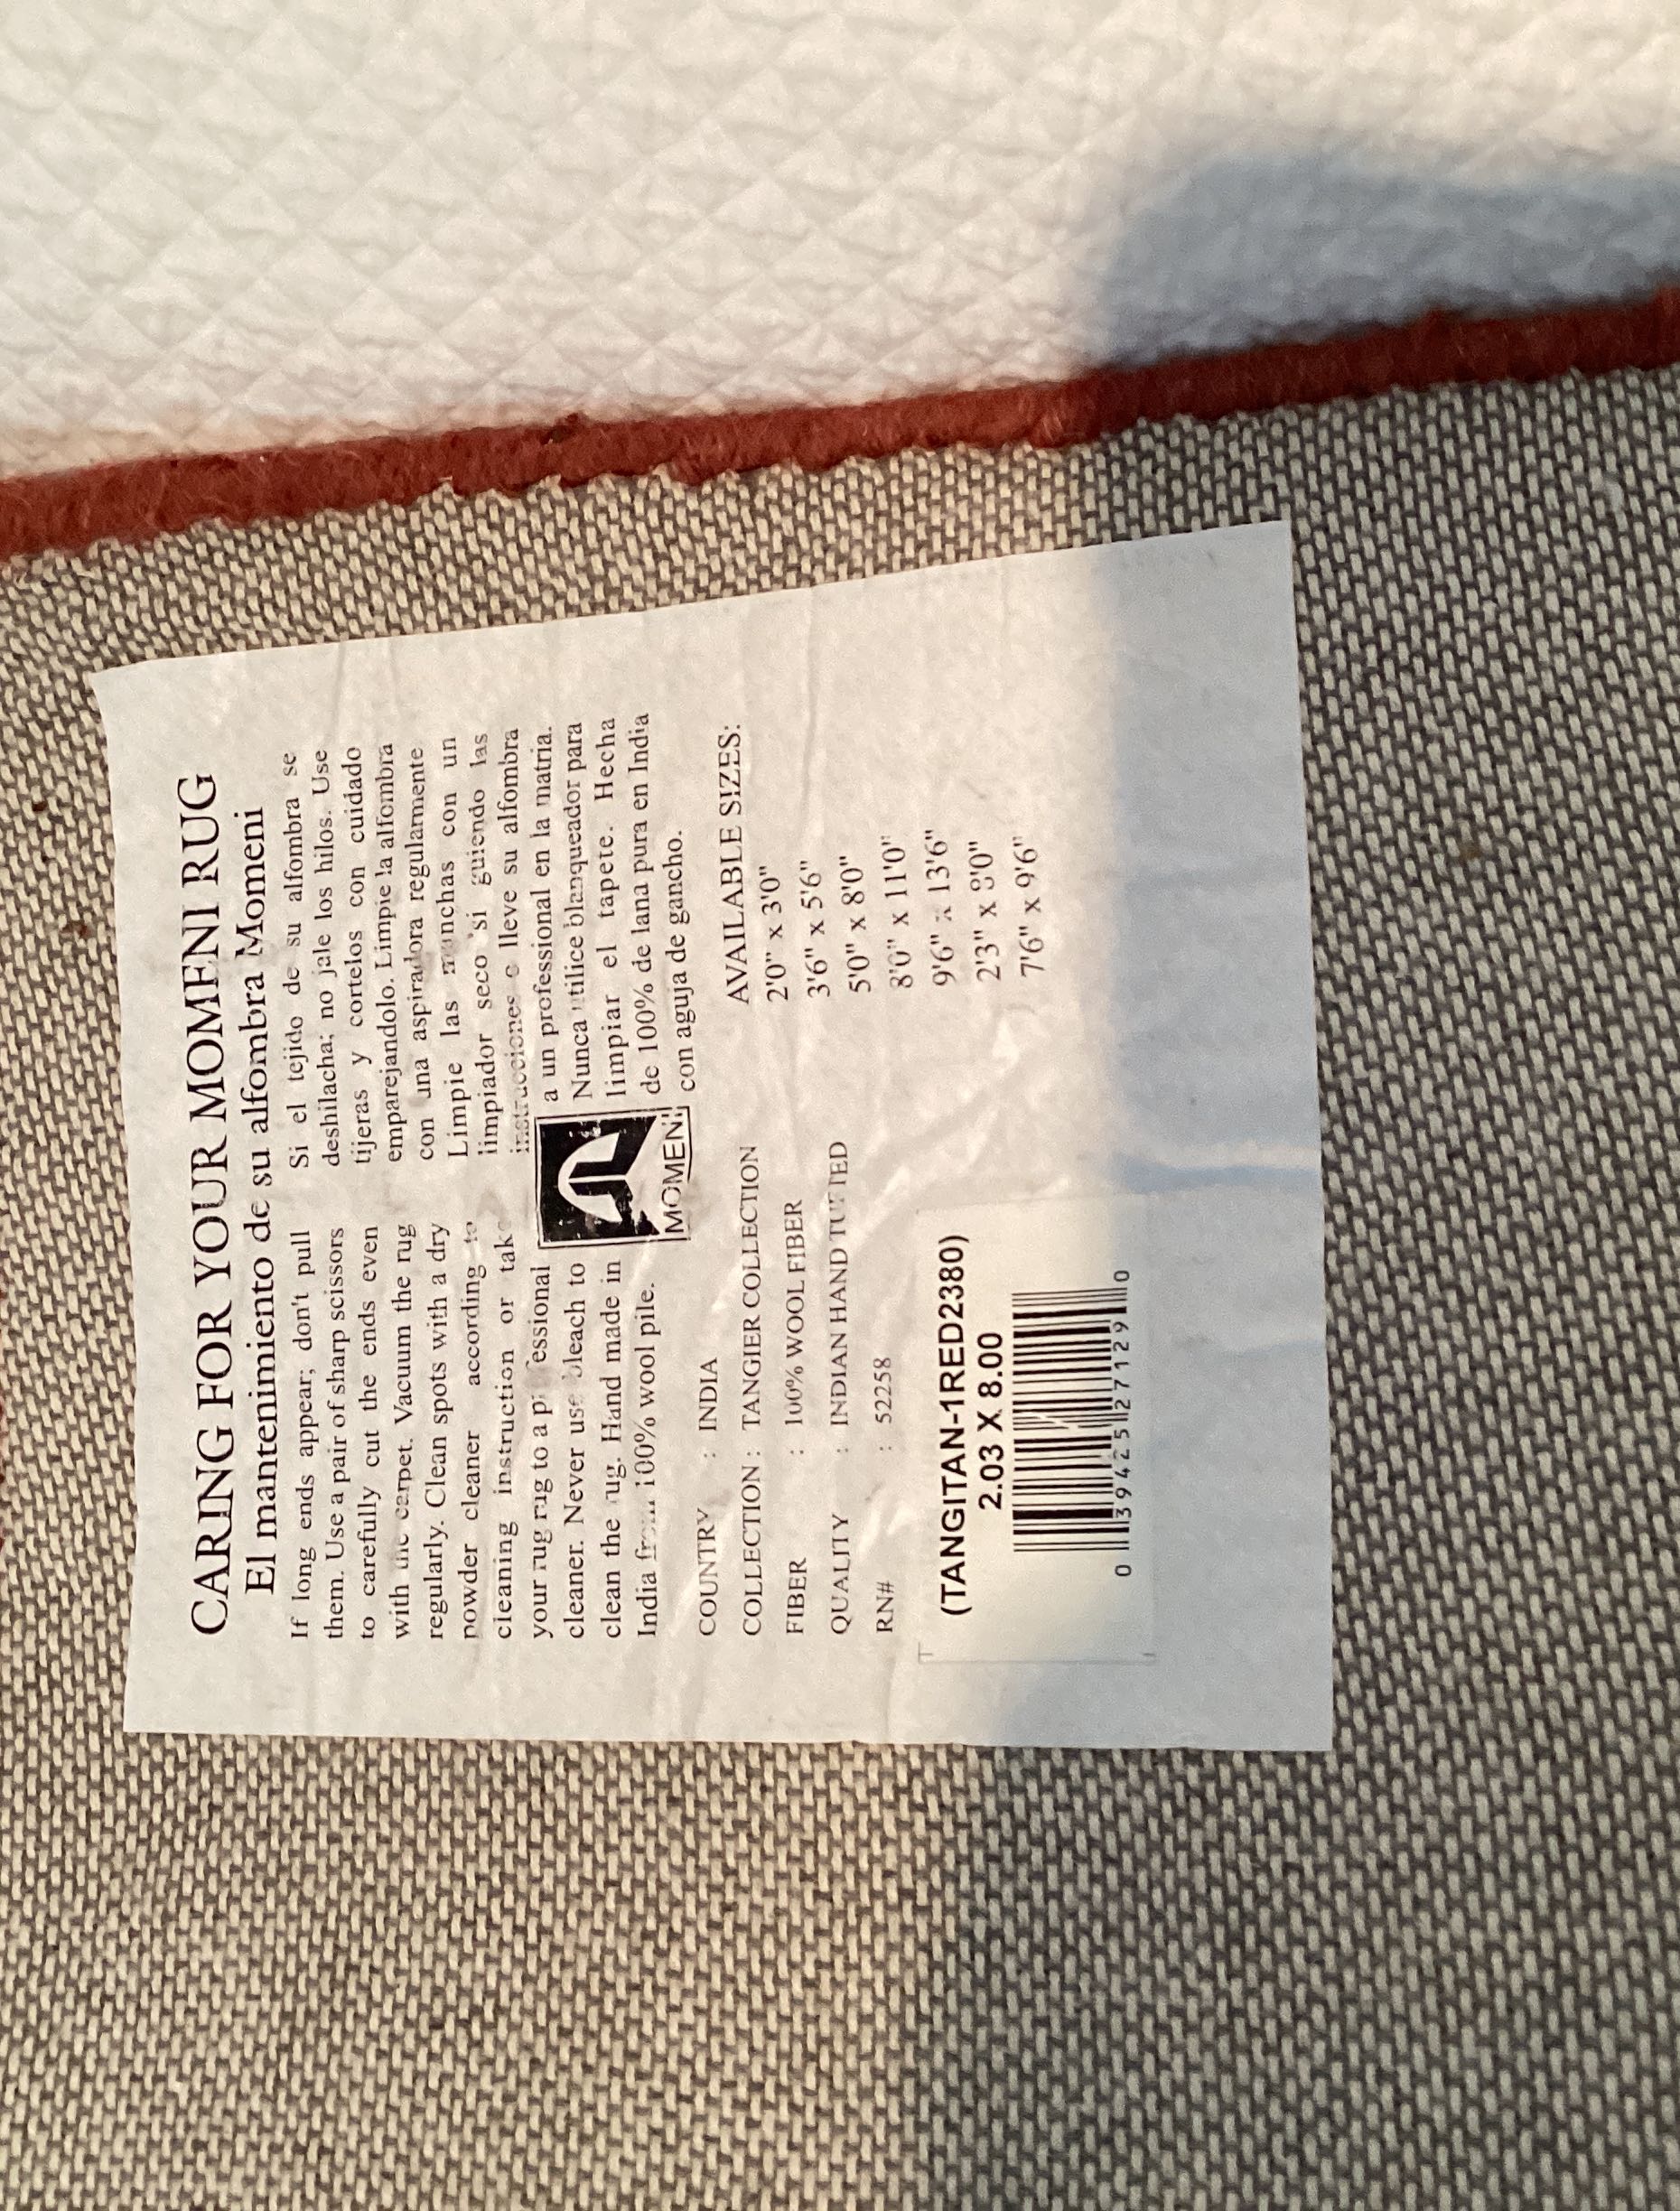 CARING FOR YOUR MOMENI RUG
El mantenimiento de su alfombra Momeni
If long ends appear; don't pull
them. Use a pair of sharp scissors
to carefully cut the ends even
with the carpet. Vacuum the rug
regularly. Clean spots with a dry
powder cleaner according to
cleaning instruction or take
your rug rug to a professional
cleaner. Never use bleach to
clean the rug. Hand made in
India from 100% wool pile.
Si el tejido de su alfombra se
deshilacha; no jale los hilos. Use
tijeras y cortelos con cuidado
emparejandolo. Limpie la alfombra
con una aspiradora regulamente
Limpie las manchas con un
limpiador seco si guiendo las
instrucciones o lleve su alfombra
a un professional en la matria.
Nunca utilice blanqueador para
limpiar el tapete. Hecha
de 100% de lana pura en India
con aguja de gancho.
MOMENI
COUNTRY : INDIA
COLLECTION : TANGIER COLLECTION
FIBER : 100% WOOL FIBER
QUALITY : INDIAN HAND TUFTED
RN# : 52258
AVAILABLE SIZES:
2'0" x 3'0"
3'6" x 5'6"
5'0" x 8'0"
8'0" x 11'0"
9'6" x 13'6"
2'3" x 8'0"
7'6" x 9'6"
(TANGITAN-1RED2380)
2.03 X 8.00
0 39425 27129 0